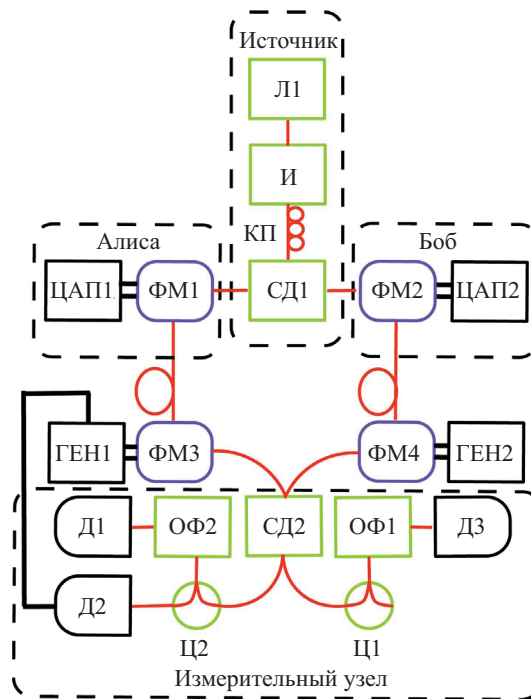 Источник
Л1
И
КП
Алиса
Боб
ЦАП1
ФМ1
СД1
ФМ2
ЦАП2
ГЕН1
ФМ3
ФМ4
ГЕН2
Д1
ОФ2
СД2
ОФ1
Д3
Д2
Ц2
Ц1
Измерительный узел